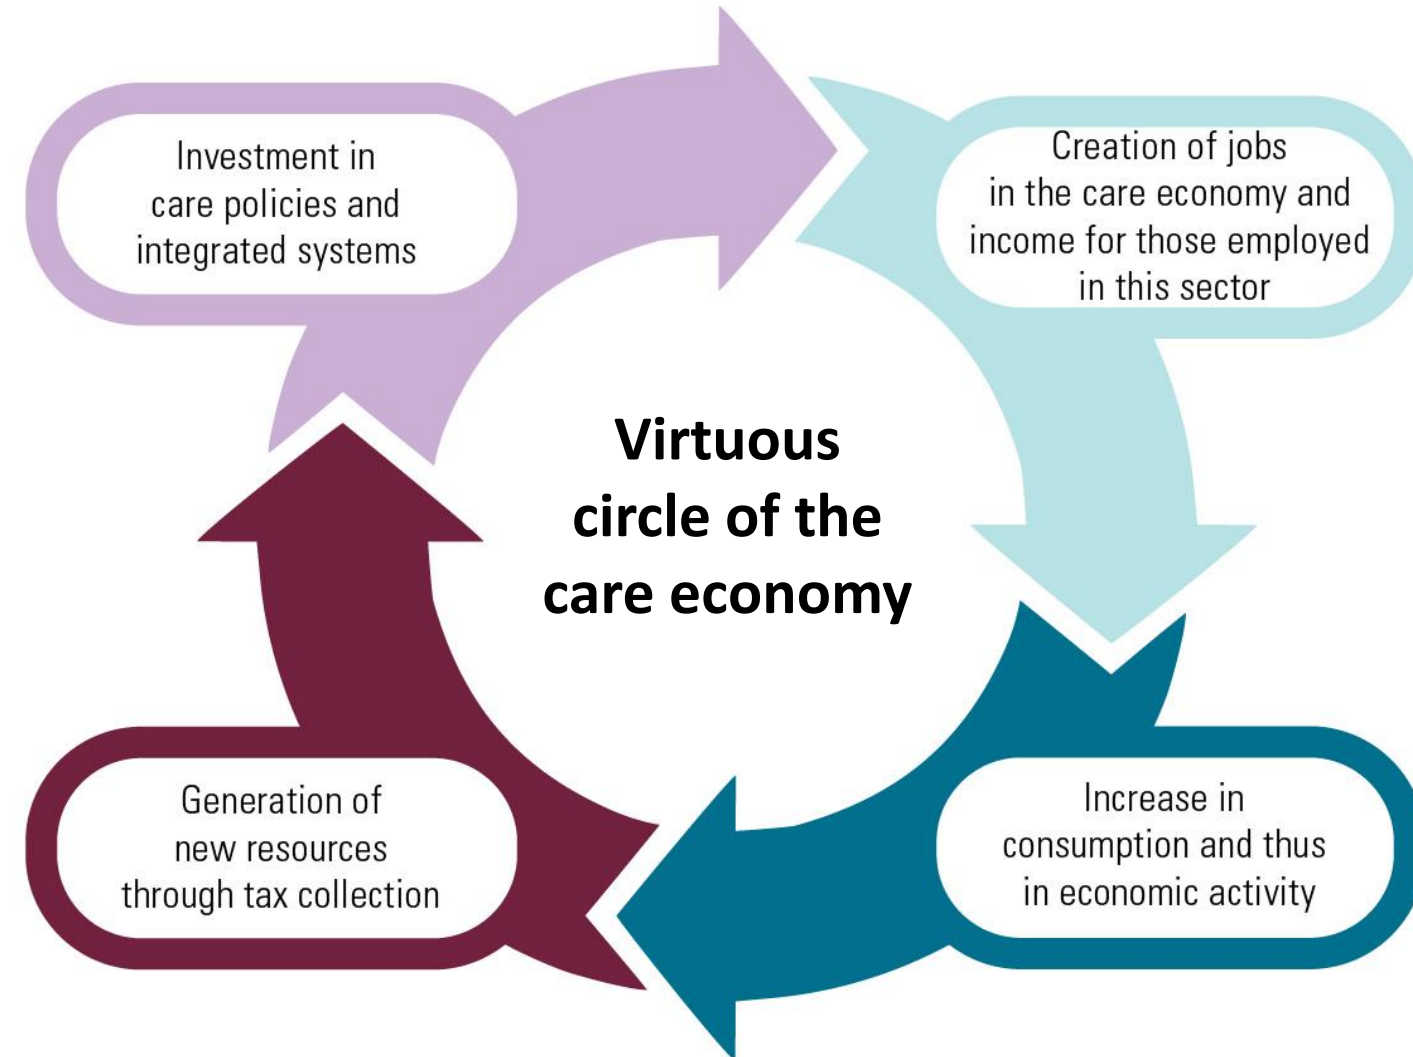 Investment in
care policies and
integrated systems
Creation of jobs
in the care economy and
income for those employed
in this sector
Virtuous
circle of the
care economy
Generation of
new resources
through tax collection
Increase in
consumption and thus
in economic activity